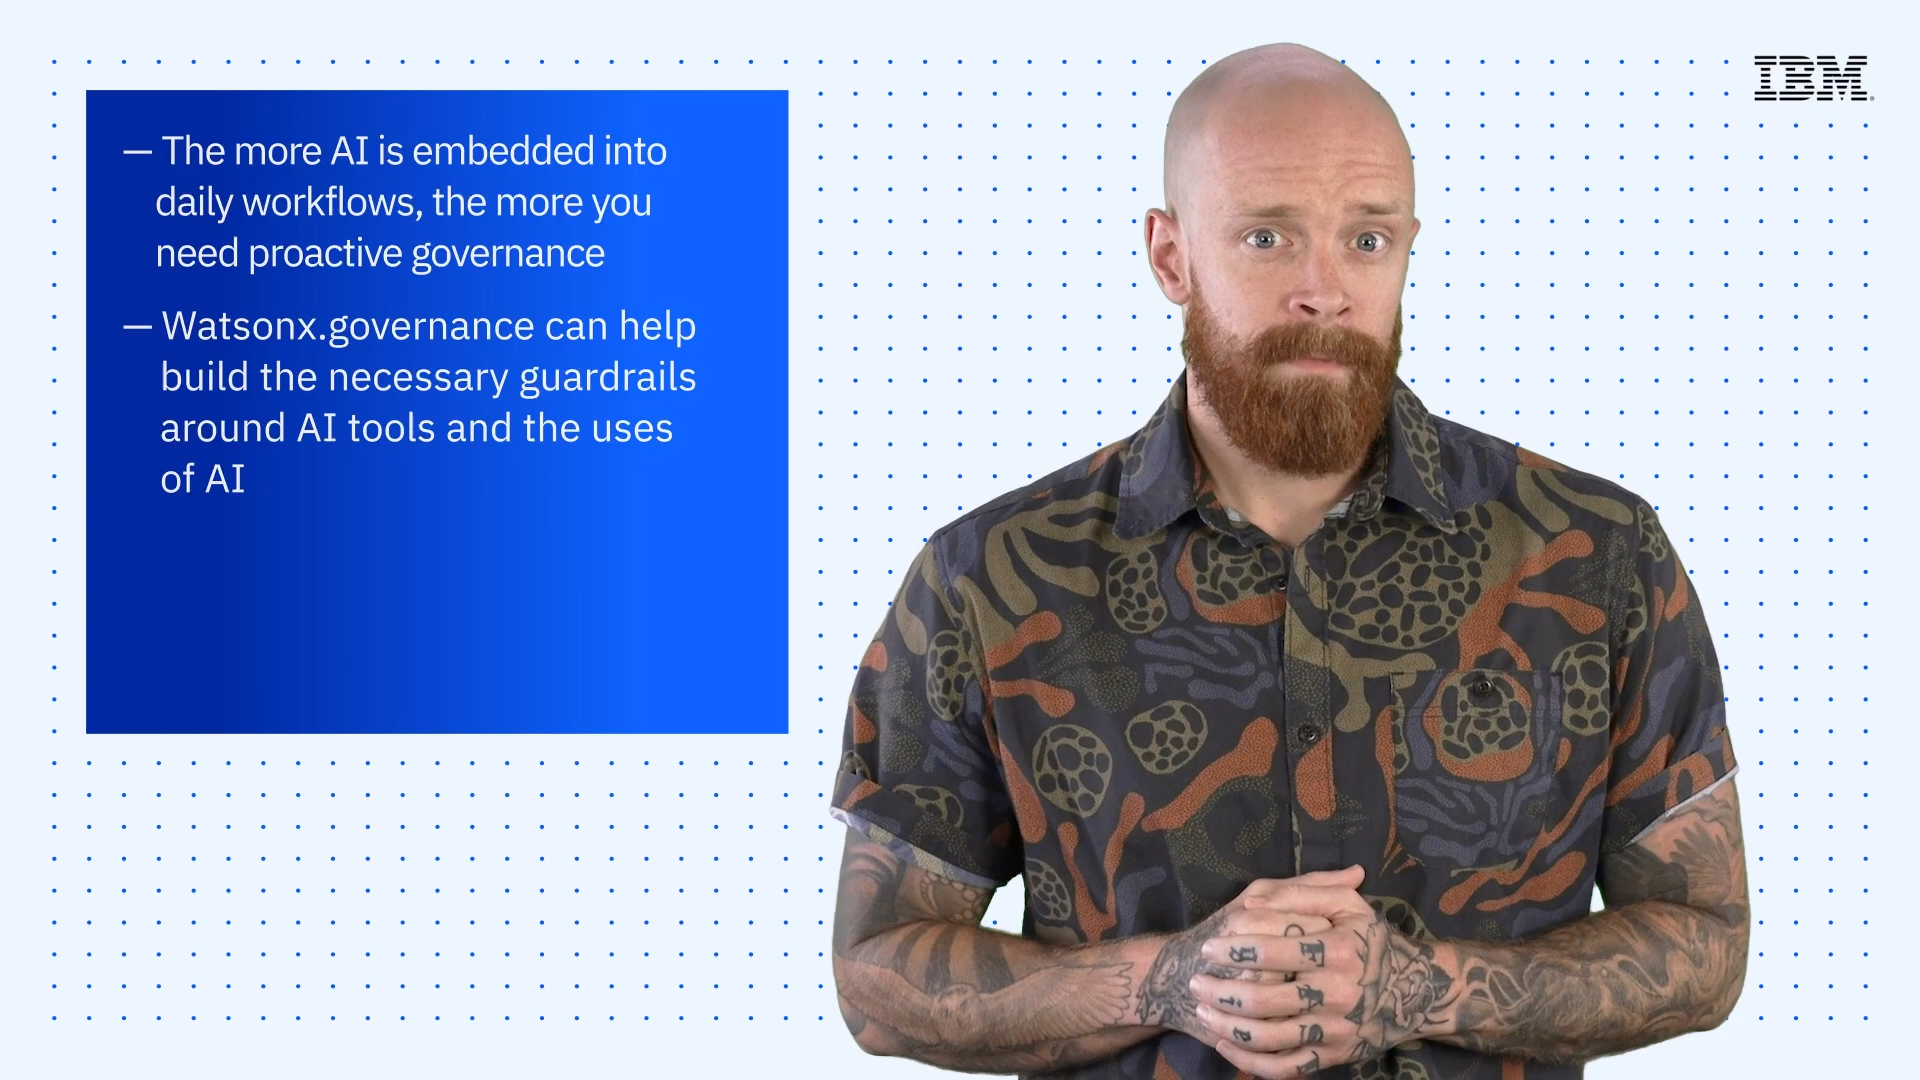 — The more AI is embedded into
daily workflows, the more you
need proactive governance
— Watsonx.governance can help
build the necessary guardrails
around AI tools and the uses
of AI
IBM
F
A
S